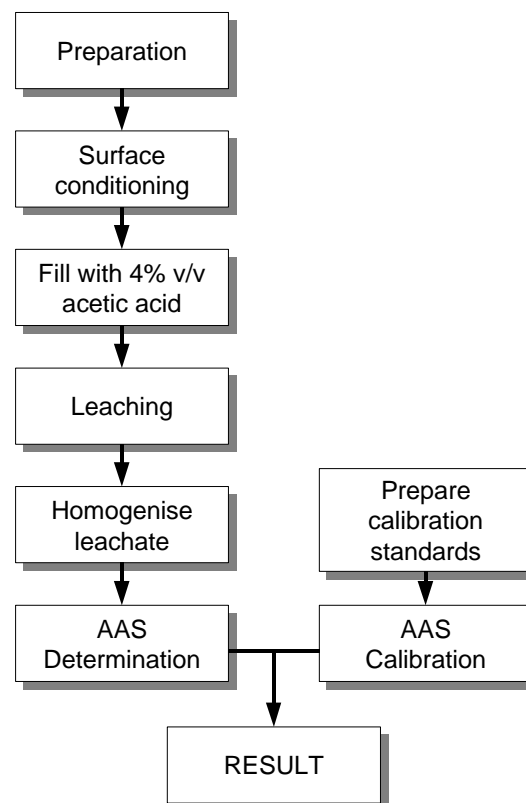 Preparation
Surface
conditioning
Fill with 4% v/v
acetic acid
Leaching
Homogenise
leachate
Prepare
calibration
standards
AAS
Determination
AAS
Calibration
RESULT